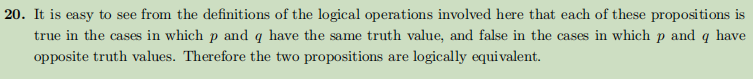 20. It is easy to see from the definitions of the logical operations involved here that each of these propositions is
true in the cases in which p and q have the same truth value, and false in the cases in which p and q have
opposite truth values. Therefore the two propositions are logically equivalent.